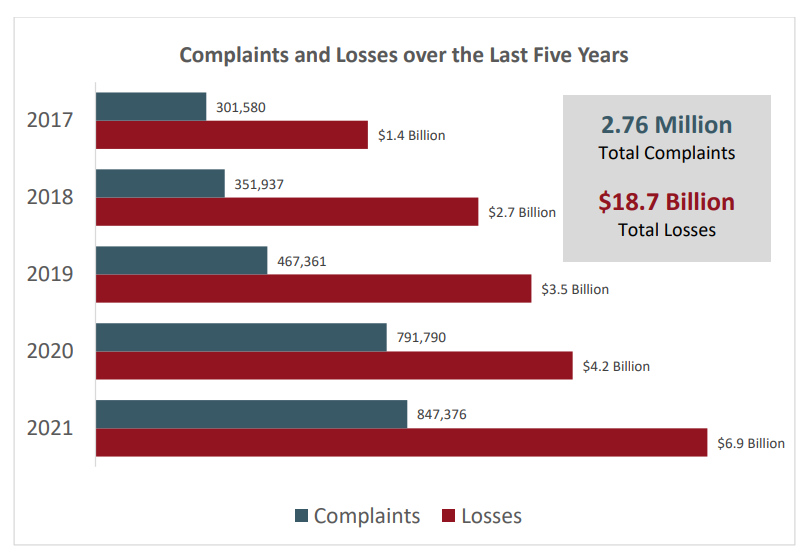 Complaints and Losses over the Last Five Years
2017
301,580
$1.4 Billion
2.76 Million
Total Complaints
$18.7 Billion
Total Losses
2018
351,937
$2.7 Billion
2019
467,361
$3.5 Billion
2020
791,790
$4.2 Billion
2021
847,376
$6.9 Billion
Complaints Losses